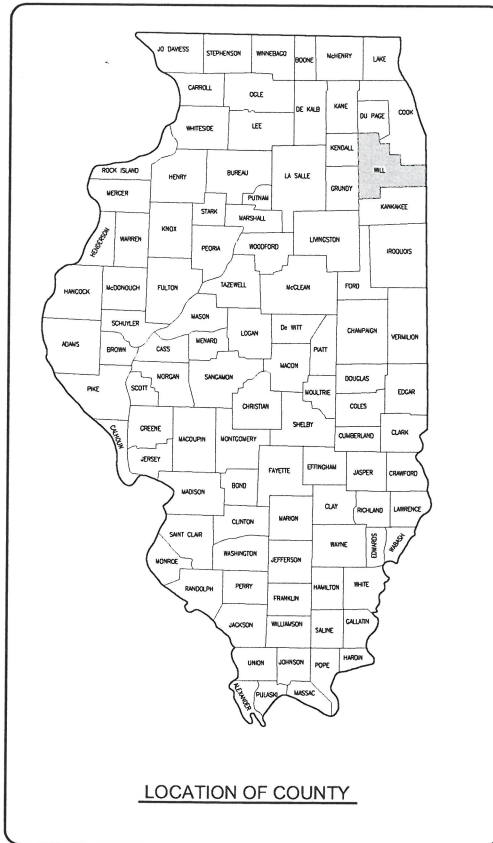 JO DAVIESS
STEPHENSON
WINNEBAGO
BOONE
McHENRY
LAKE
CARROLL
OGLE
DE KALB
KANE
DU PAGE
COOK
WHITESIDE
LEE
KENDALL
WILL
ROCK ISLAND
HENRY
BUREAU
LA SALLE
GRUNDY
MERCER
PUTNAM
KANKAKEE
STARK
MARSHALL
HENDERSON
WARREN
KNOX
PEORIA
WOODFORD
LIVINGSTON
IROQUOIS
HANCOCK
McDONOUGH
FULTON
TAZEWELL
McCLEAN
FORD
MASON
SCHUYLER
LOGAN
De WITT
CHAMPAIGN
VERMILION
ADAMS
BROWN
CASS
MENARD
PIATT
MACON
PIKE
SCOTT
MORGAN
SANGAMON
MOULTRIE
DOUGLAS
EDGAR
CHRISTIAN
COLES
CALHOUN
GREENE
MACOUPIN
MONTGOMERY
SHELBY
CUMBERLAND
CLARK
JERSEY
FAYETTE
EFFINGHAM
JASPER
CRAWFORD
MADISON
BOND
CLINTON
MARION
CLAY
RICHLAND
LAWRENCE
SAINT CLAIR
WAYNE
EDWARDS
WABASH
WASHINGTON
JEFFERSON
MONROE
RANDOLPH
PERRY
FRANKLIN
HAMILTON
WHITE
JACKSON
WILLIAMSON
SALINE
GALLATIN
UNION
JOHNSON
POPE
HARDIN
ALEXANDER
PULASKI
MASSAC
LOCATION OF COUNTY